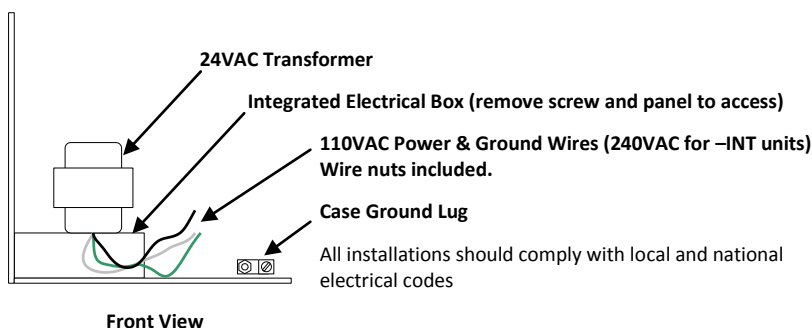 24VAC Transformer
Integrated Electrical Box (remove screw and panel to access)
110VAC Power & Ground Wires (240VAC for –INT units)
Wire nuts included.
Case Ground Lug
All installations should comply with local and national
electrical codes
Front View